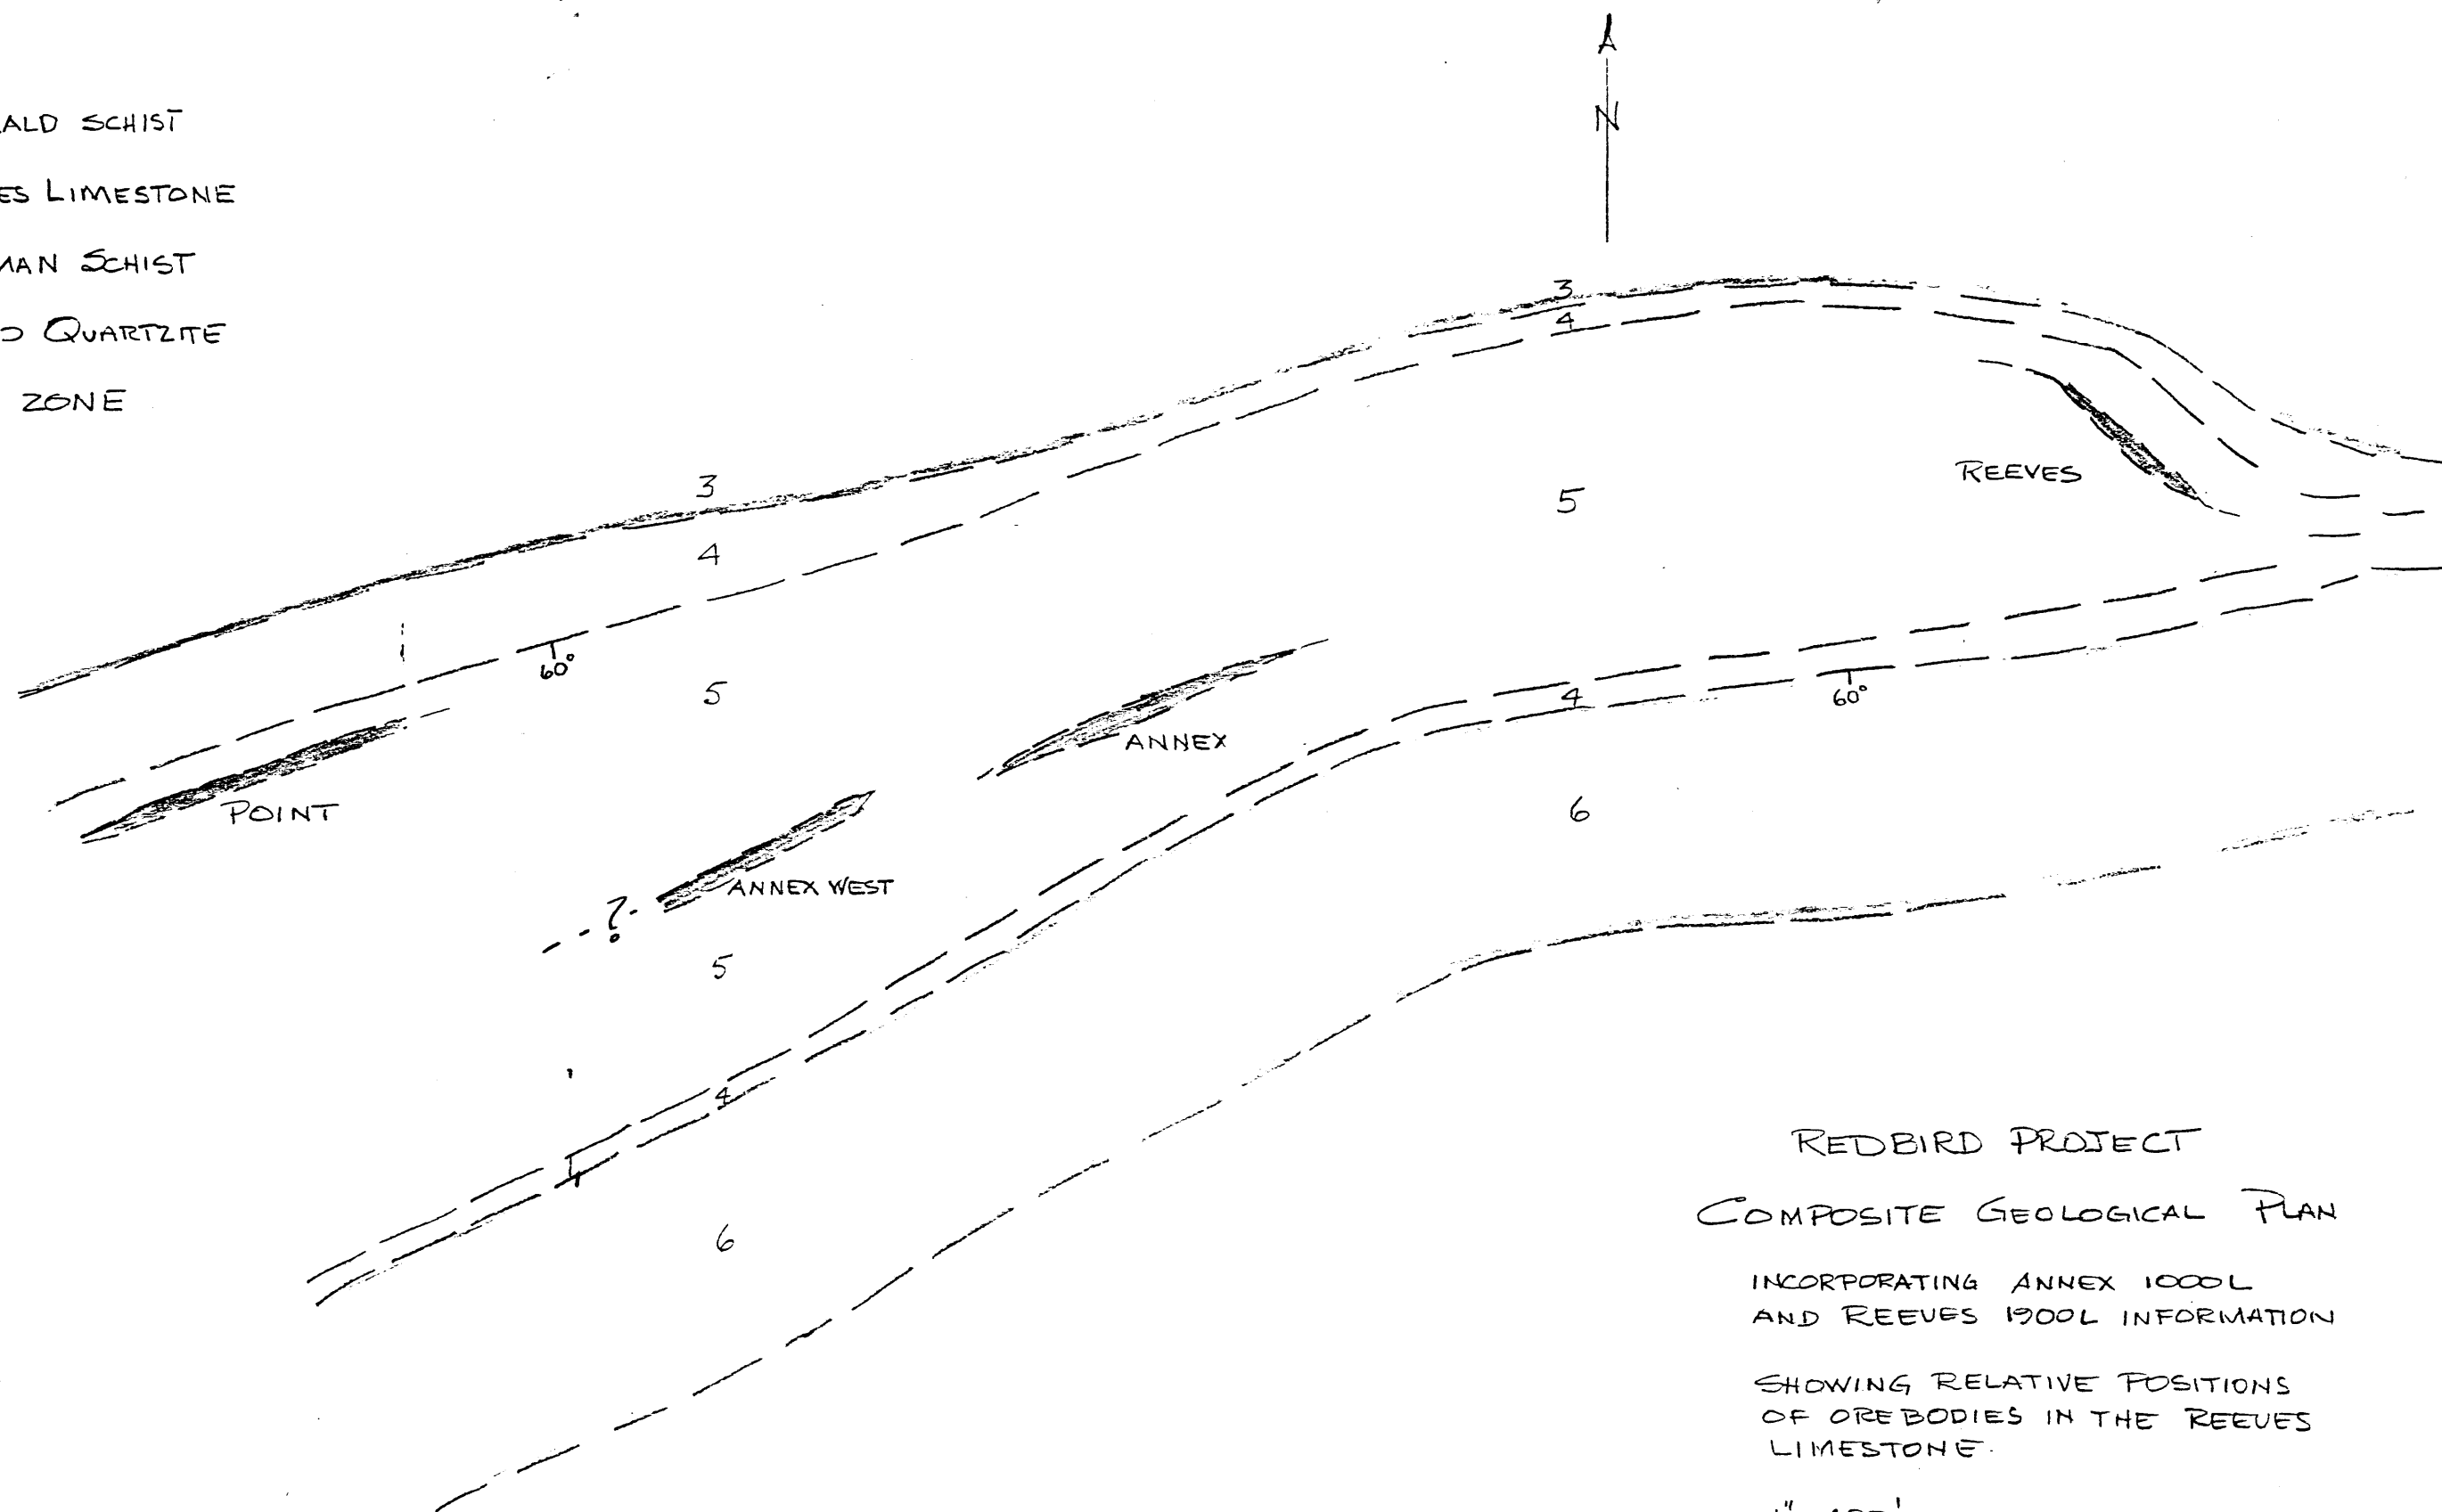 ALD SCHIST
ES LIMESTONE
MAN SCHIST
D QUARTZITE
ZONE
N
3
4
3
4
5
REEVES
60°
5
ANNEX
4
60°
POINT
6
ANNEX WEST
?
5
4
6
REDBIRD PROJECT
COMPOSITE GEOLOGICAL PLAN
INCORPORATING ANNEX 1000L
AND REEVES 1900L INFORMATION
SHOWING RELATIVE POSITIONS
OF OREBODIES IN THE REEVES
LIMESTONE.